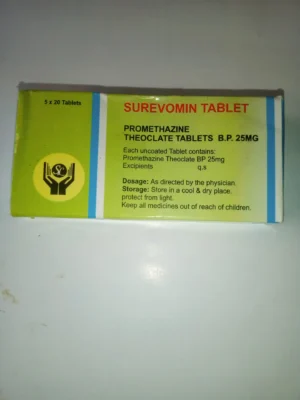 5 x 20 Tablets
SUREVOMIN TABLET
PROMETHAZINE
THEOCLATE TABLETS B.P. 25MG
Each uncoated Tablet contains:
Promethazine Theoclate BP 25mg
Excipients q.s
Dosage: As directed by the physician.
Storage: Store in a cool & dry place.
protect from light.
Keep all medicines out of reach of children.